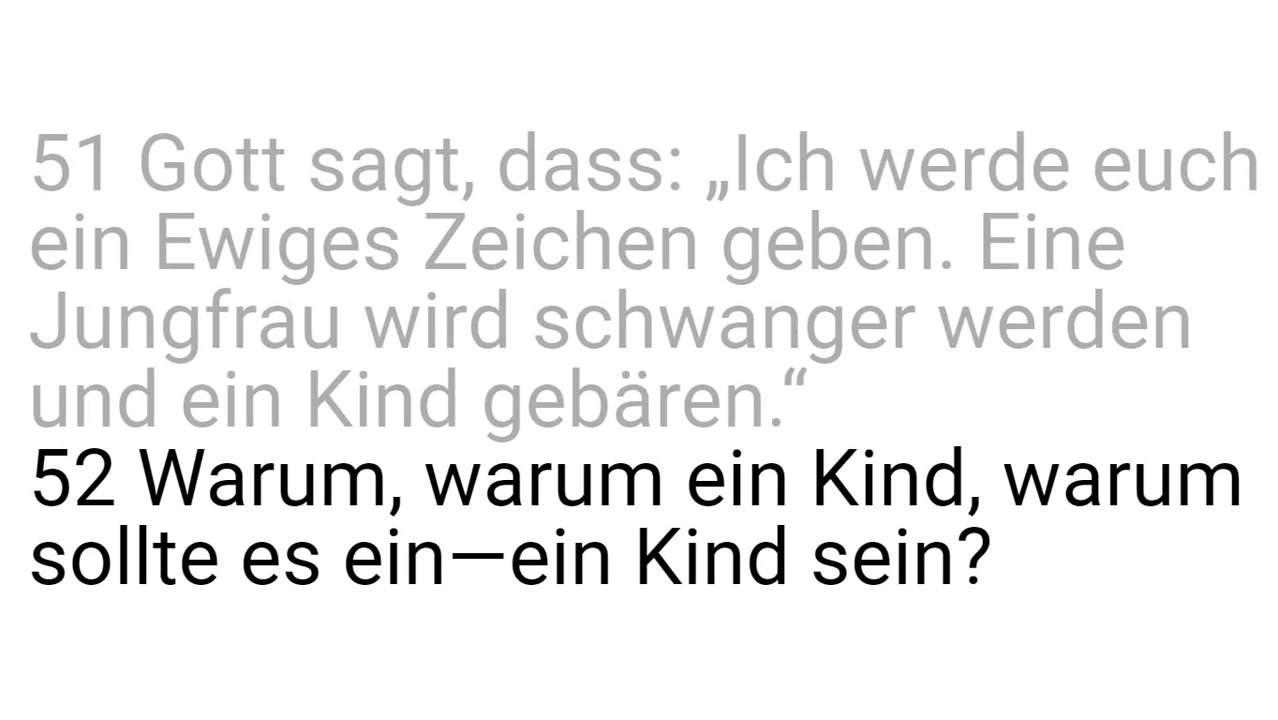 51 Gott sagt, dass: „Ich werde euch
ein Ewiges Zeichen geben. Eine
Jungfrau wird schwanger werden
und ein Kind gebären.“
52 Warum, warum ein Kind, warum
sollte es ein—ein Kind sein?